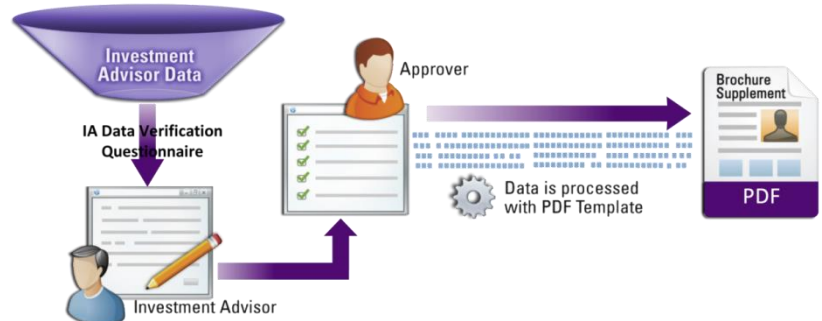 Investment
Advisor Data
IA Data Verification
Questionnaire
Investment Advisor
Approver
Data is processed
with PDF Template
Brochure
Supplement
PDF